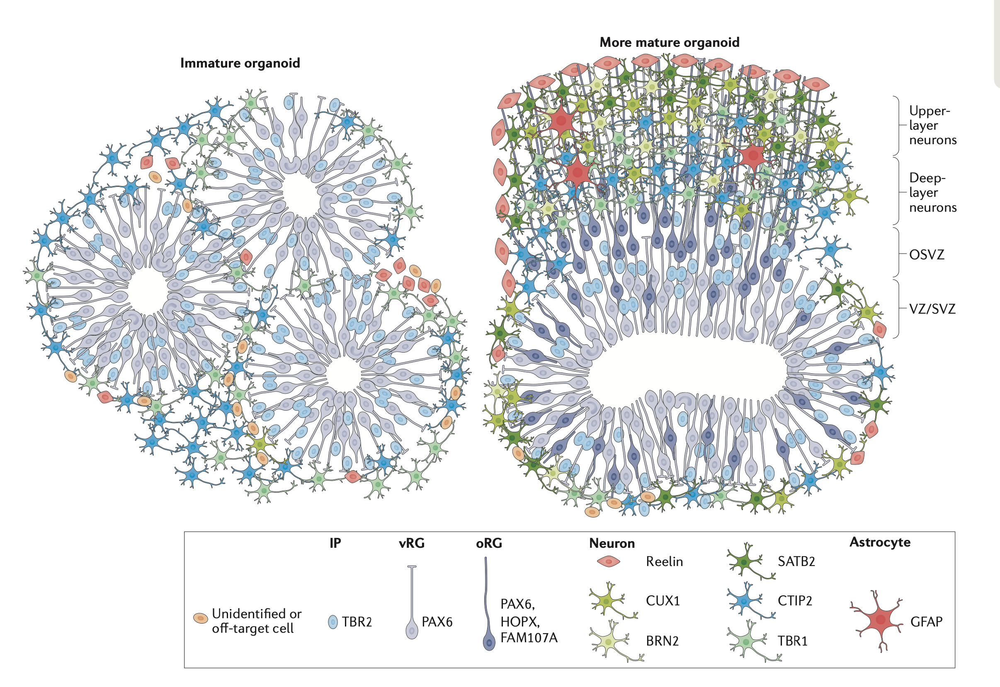 Immature organoid
More mature organoid
Upper-
layer
neurons
Deep-
layer
neurons
OSVZ
VZ/SVZ
IP
vRG
oRG
Neuron
Astrocyte
Unidentified or
off-target cell
TBR2
PAX6
PAX6,
HOPX,
FAM107A
Reelin
CUX1
BRN2
SATB2
CTIP2
TBR1
GFAP